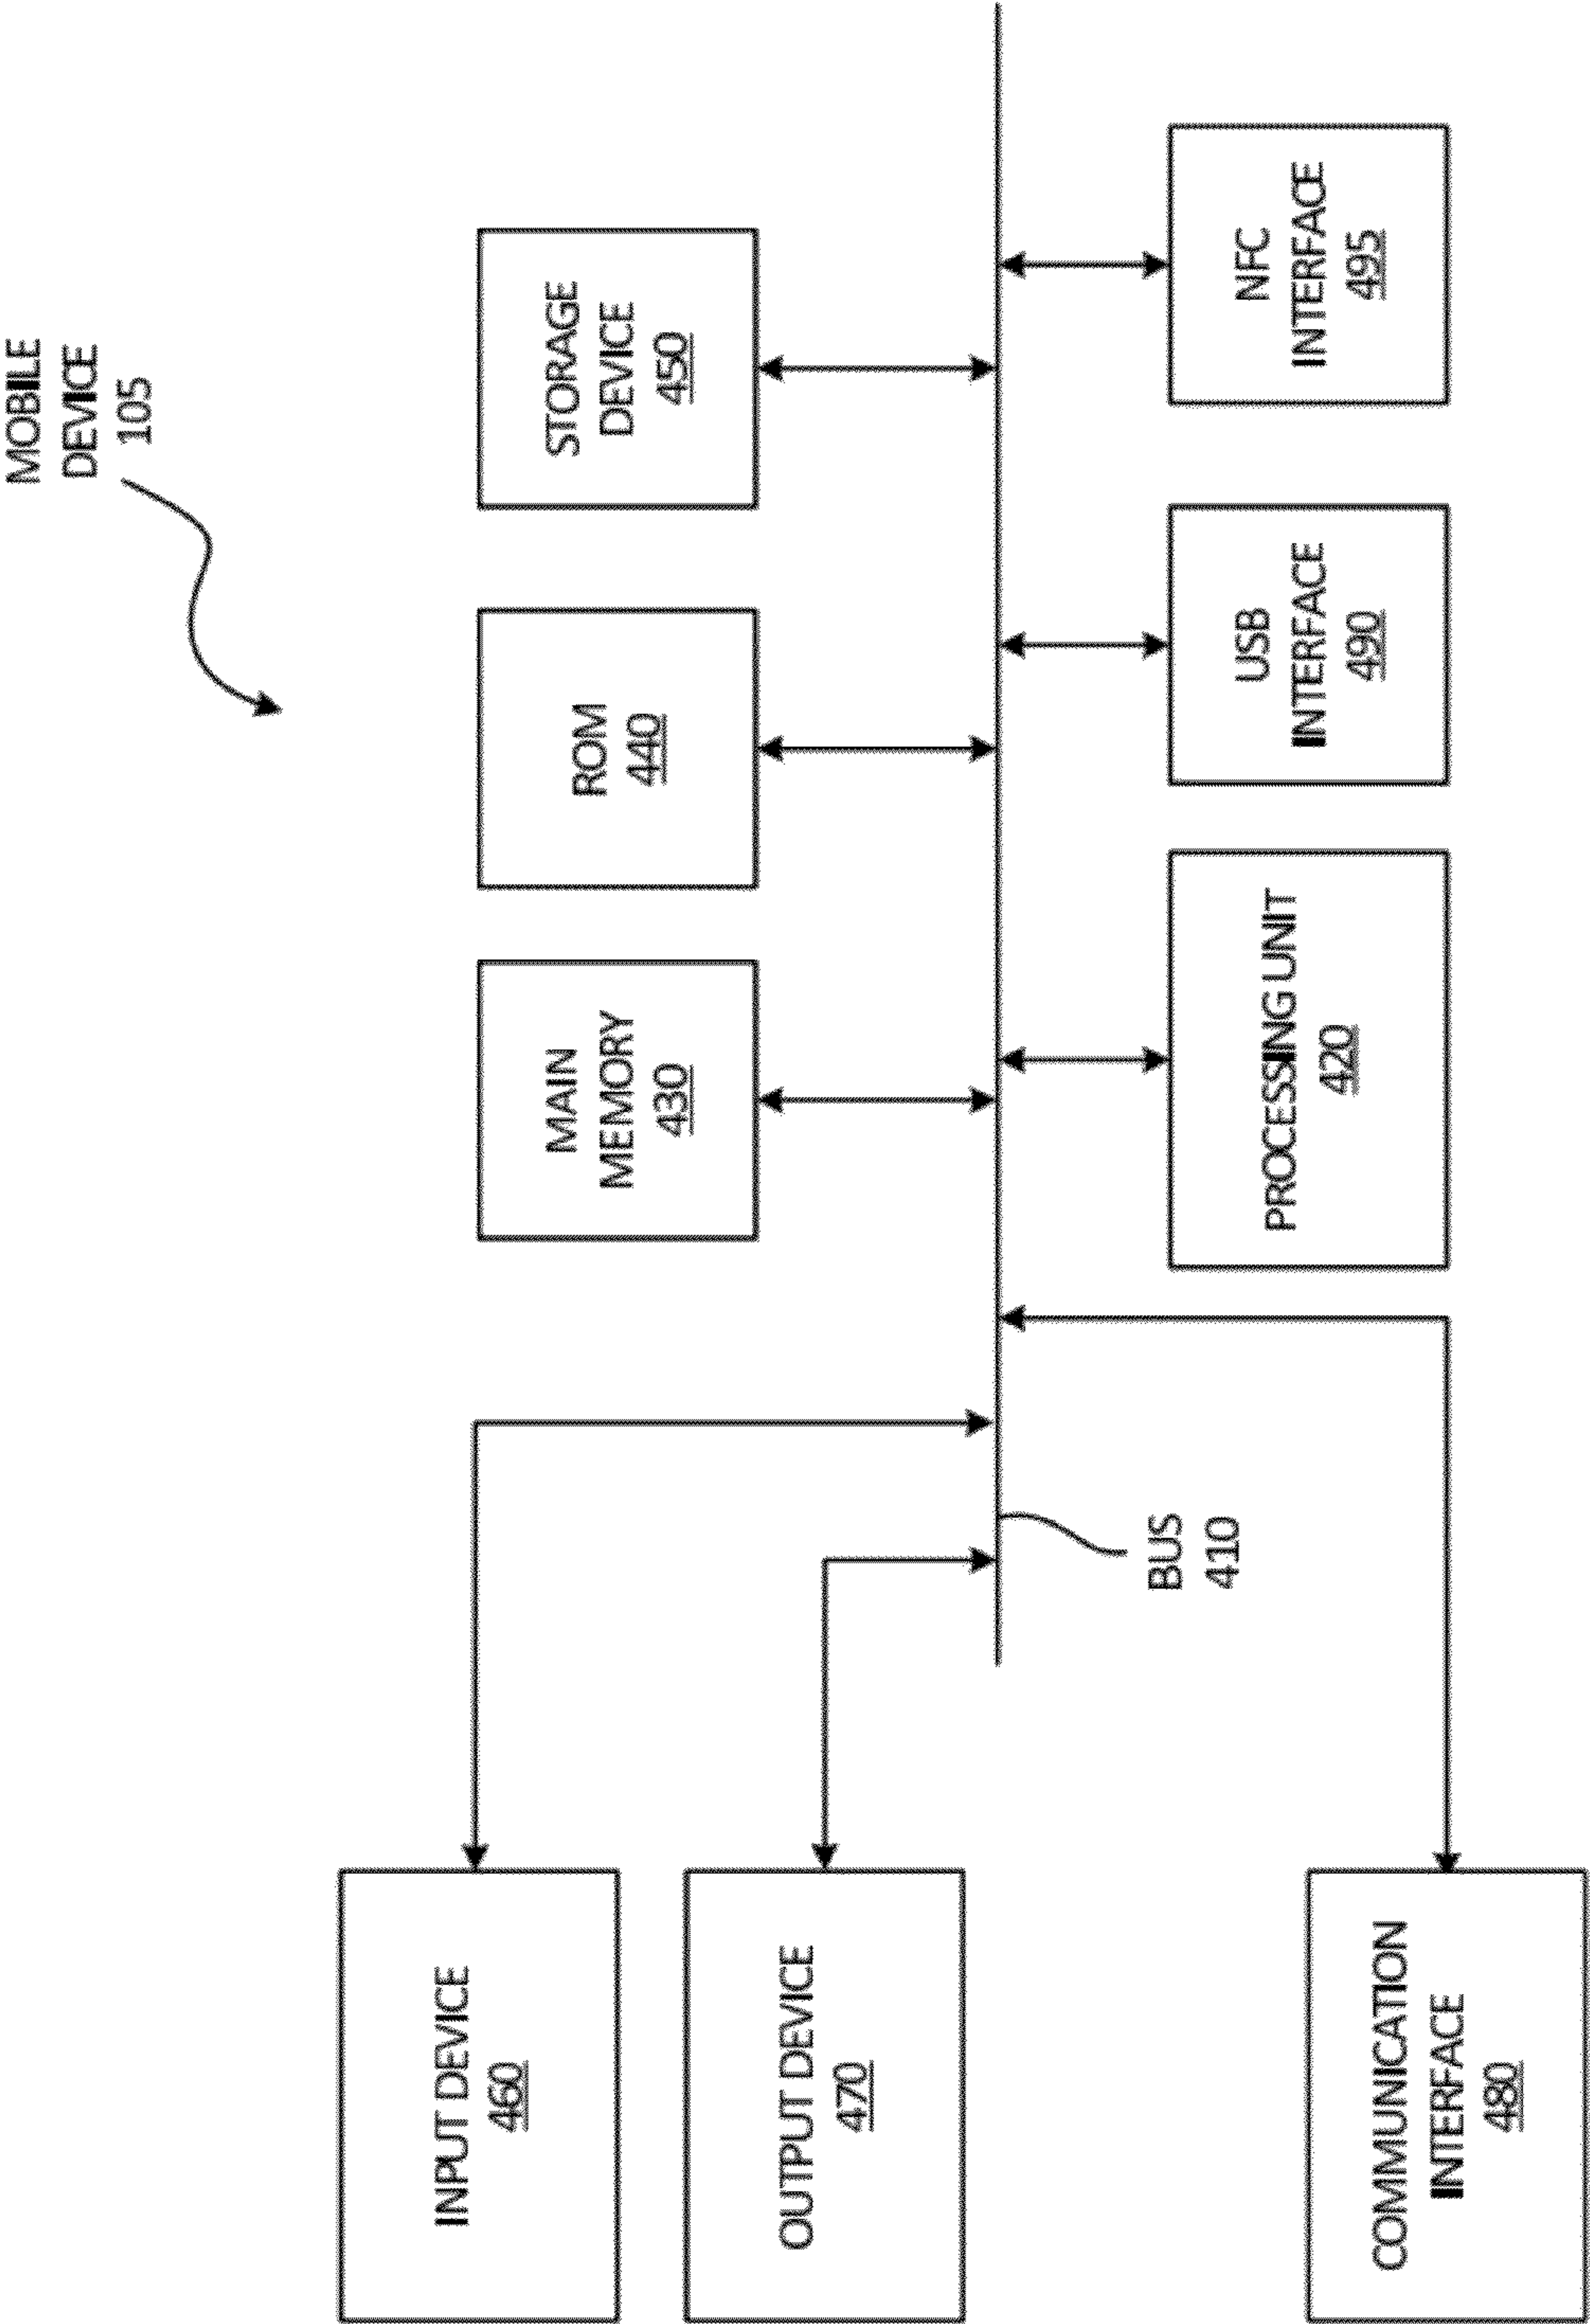 MOBILE
DEVICE
105
INPUT DEVICE
460
MAIN
MEMORY
430
ROM
440
STORAGE
DEVICE
450
OUTPUT DEVICE
470
BUS
410
COMMUNICATION
INTERFACE
480
PROCESSING UNIT
420
USB
INTERFACE
490
NFC
INTERFACE
495